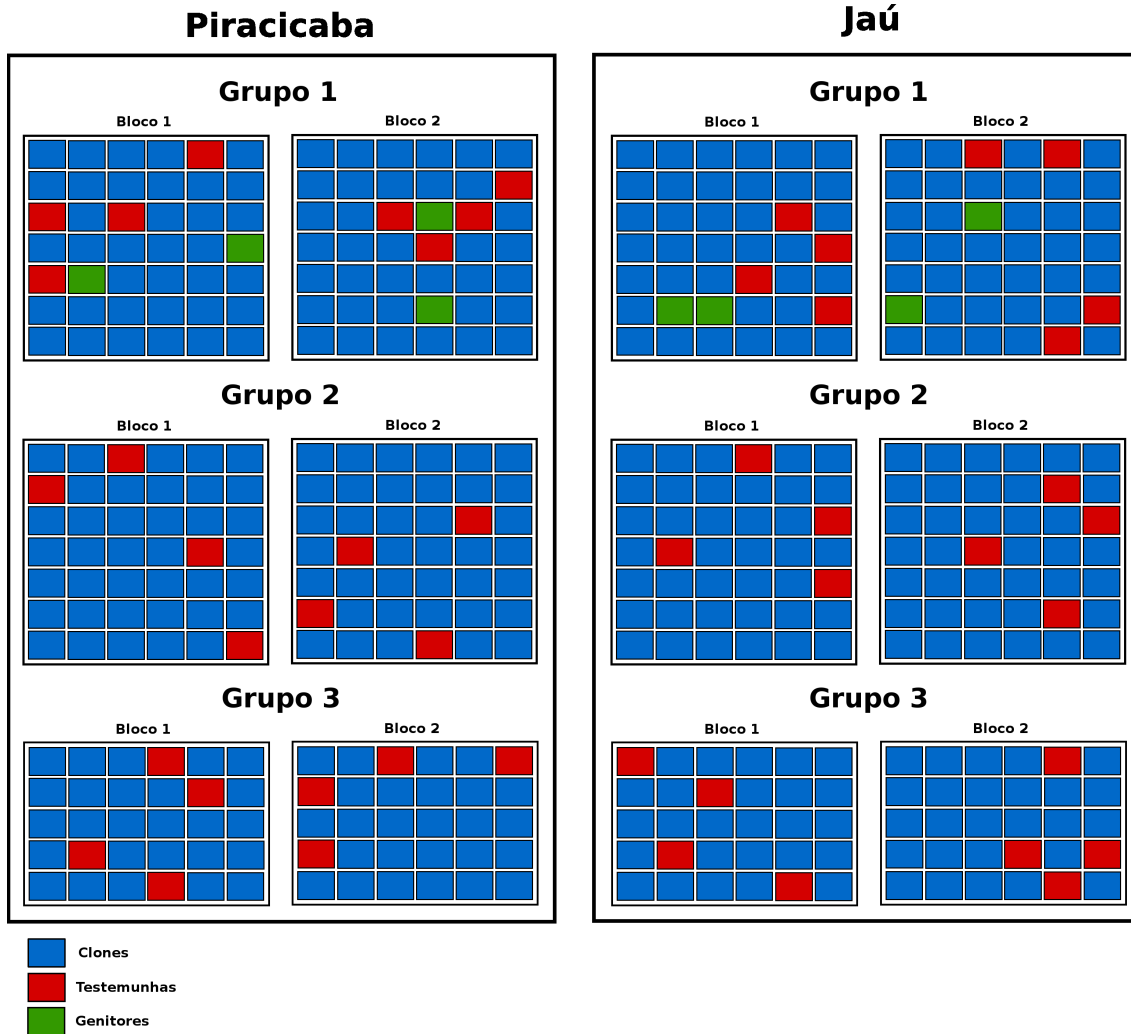 Piracicaba
Jaú
Grupo 1
Grupo 1
Bloco 1
Bloco 2
Bloco 1
Bloco 2
Grupo 2
Grupo 2
Bloco 1
Bloco 2
Bloco 1
Bloco 2
Grupo 3
Grupo 3
Bloco 1
Bloco 2
Bloco 1
Bloco 2
Clones
Testemunhas
Genitores